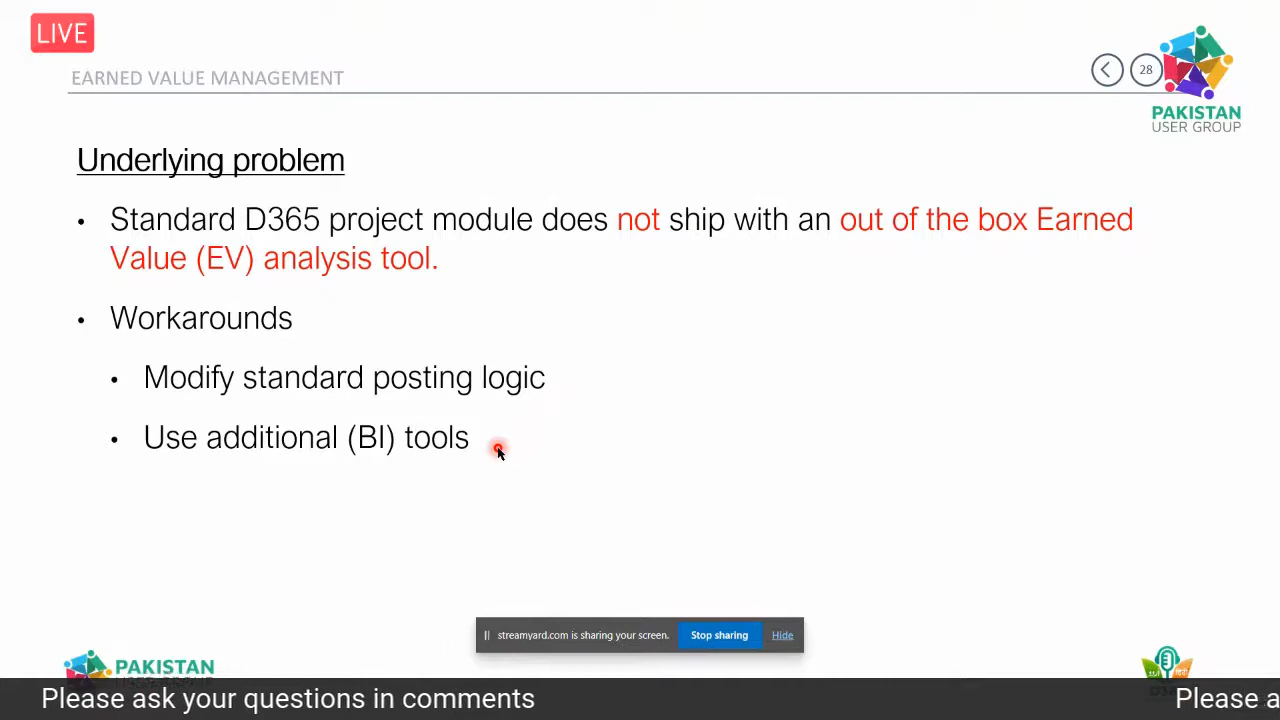 LIVE
EARNED VALUE MANAGEMENT
28
PAKISTAN
USER GROUP
Underlying problem
• Standard D365 project module does not ship with an out of the box Earned
Value (EV) analysis tool.
• Workarounds
• Modify standard posting logic
• Use additional (BI) tools
streamyard.com is sharing your screen.
Stop sharing
Hide
PAKISTAN
Please ask your questions in comments
Please a